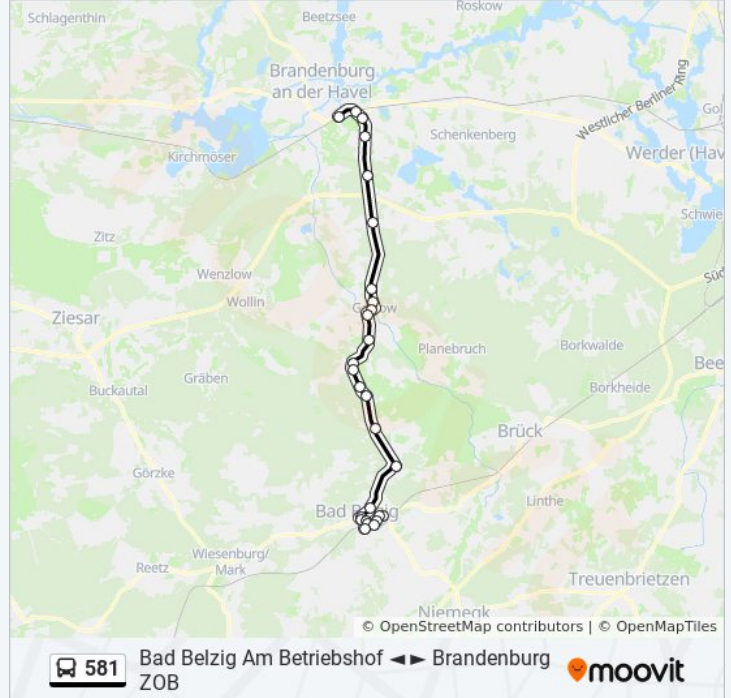 Schlagenthin
Beetzsee
Roskow
Brandenburg
an der Havel
Westlicher Berliner Ring
Schenkenberg
Kirchmöser
Werder (Hav
Schwie
Zitz
Wenzlow
Wollin
Ziesar
Planebruch
Borkwalde
Bee
Gräben
Buckautal
Borkheide
Brück
Görzke
Linthe
Bad Belzig
Wiesenburg/
Mark
Reetz
Treuenbrietzen
Niemegk
© OpenStreetMap contributors | © OpenMapTiles
581
Bad Belzig Am Betriebshof ◄ ► Brandenburg
ZOB
moovit